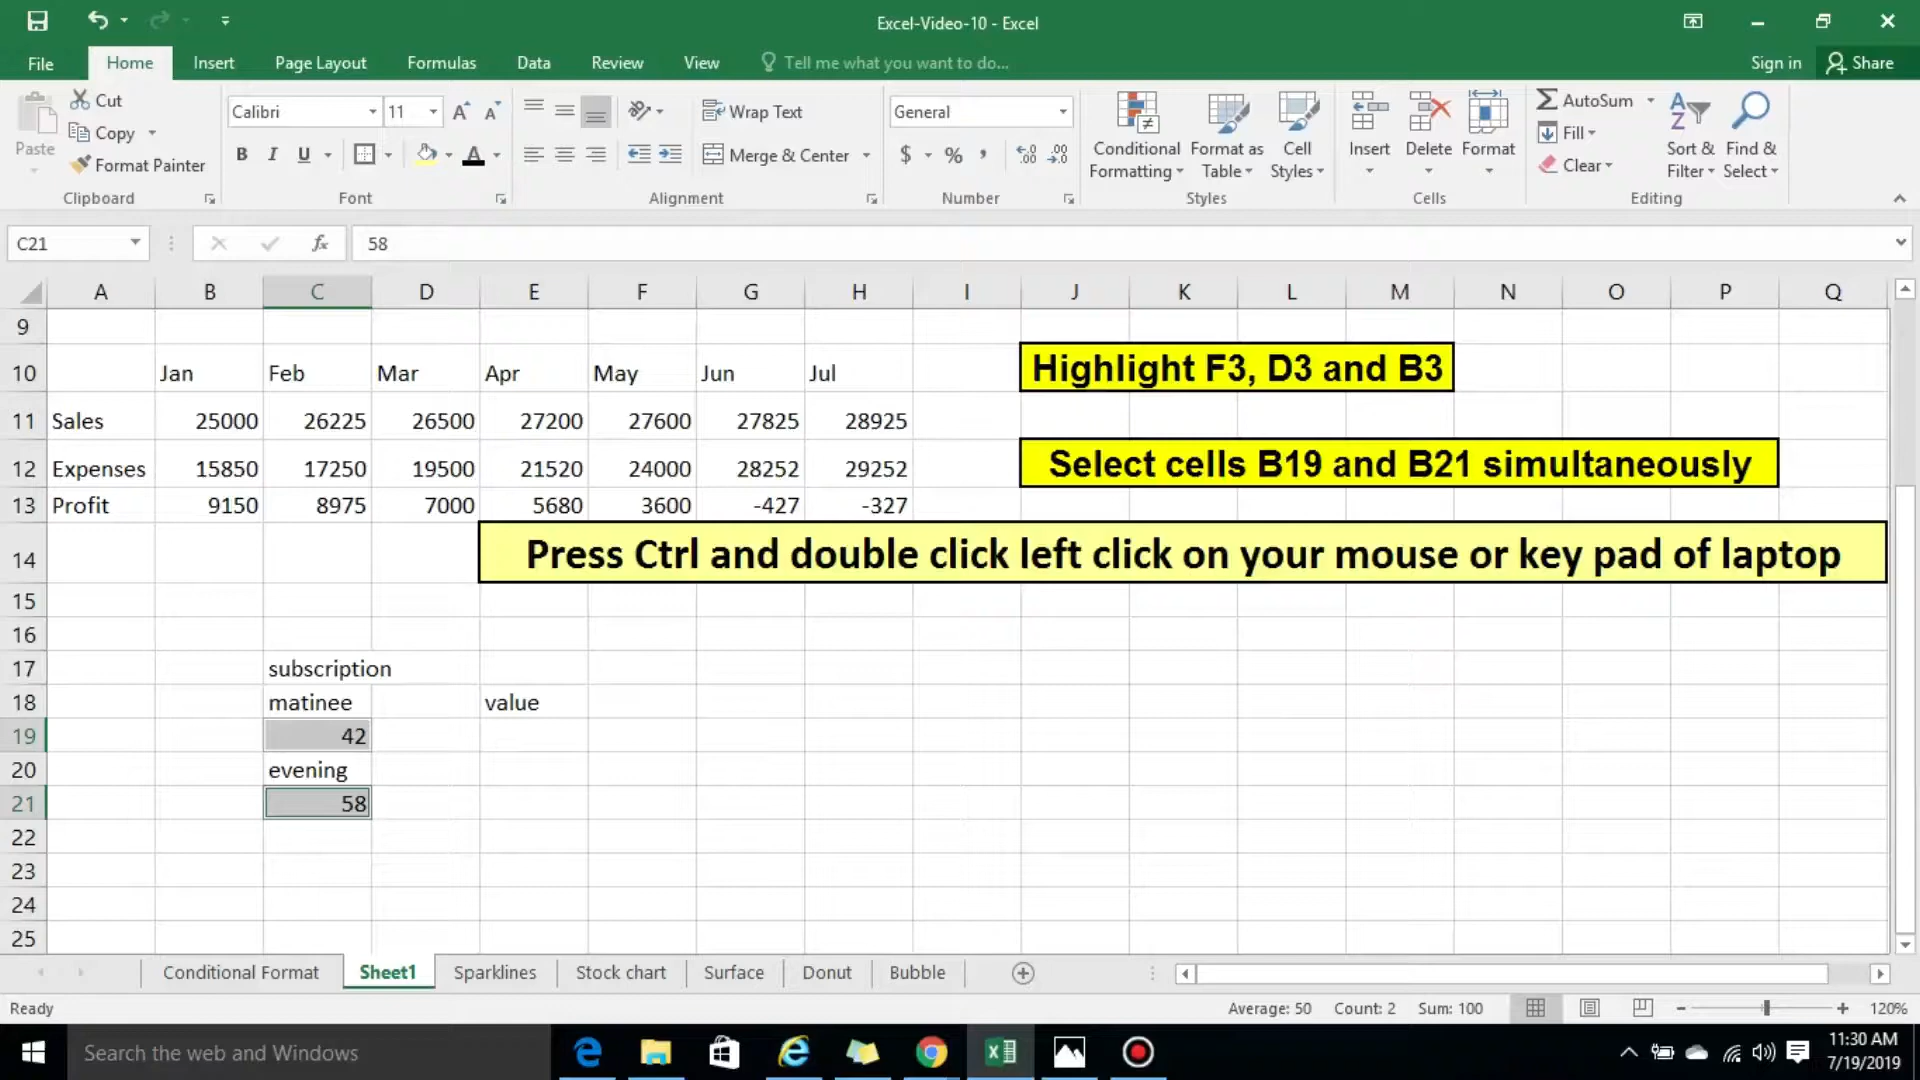 Excel-Video-10 - Excel
File Home Insert Page Layout Formulas Data Review View Tell me what you want to do... Sign in Share
Paste
Cut
Copy
Format Painter
Clipboard
Calibri 11
B I U
Font
Wrap Text
Merge & Center
Alignment
General
$ % ,
Number
Conditional Formatting
Format as Table
Cell Styles
Styles
Insert Delete Format
Cells
AutoSum
Fill
Clear
Sort & Filter
Find & Select
Editing
C21 fx 58
A B C D E F G H I J K L M N O P Q
9
10 Jan Feb Mar Apr May Jun Jul
Highlight F3, D3 and B3
11 Sales 25000 26225 26500 27200 27600 27825 28925
12 Expenses 15850 17250 19500 21520 24000 28252 29252
Select cells B19 and B21 simultaneously
13 Profit 9150 8975 7000 5680 3600 -427 -327
14
Press Ctrl and double click left click on your mouse or key pad of laptop
15
16
17 subscription
18 matinee value
19 42
20 evening
21 58
22
23
24
25
Conditional Format Sheet1 Sparklines Stock chart Surface Donut Bubble
Ready Average: 50 Count: 2 Sum: 100 120%
Search the web and Windows
11:30 AM
7/19/2019